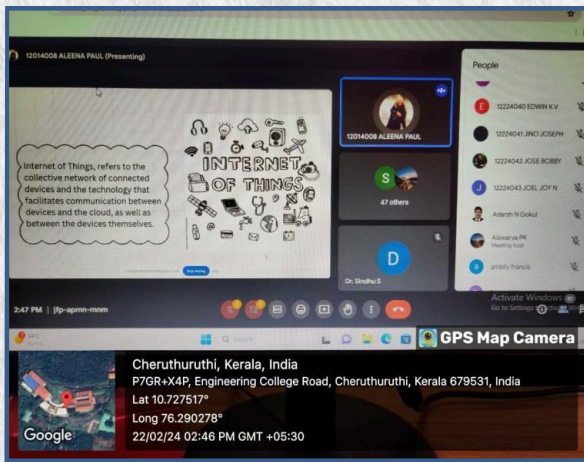 12014008 ALEENA PAUL (Presenting)
Internet of Things, refers to the
collective network of connected
devices and the technology that
facilitates communication between
devices and the cloud, as well as
between the devices themselves.
INTERNET
OF THINGS
Stop sharing
12014008 ALEENA PAUL
S
47 others
D
Dr. Sindhu S
People
E 12224040 EDWIN K V
12224041 JINO JOSEPH
12224042 JOSE BOBBY
J 12224043 JOEL JOY N
Adarsh N Gokul
Aiswarya PK
Meeting host
a ambily francis
Activate Windows
Go to Settings
2:47 PM | jfp-apmn-mnm
34°C
Search
GPS Map Camera
Google
Cheruthuruthi, Kerala, India
P7GR+X4P, Engineering College Road, Cheruthuruthi, Kerala 679531, India
Lat 10.727517°
Long 76.290278°
22/02/24 02:46 PM GMT +05:30